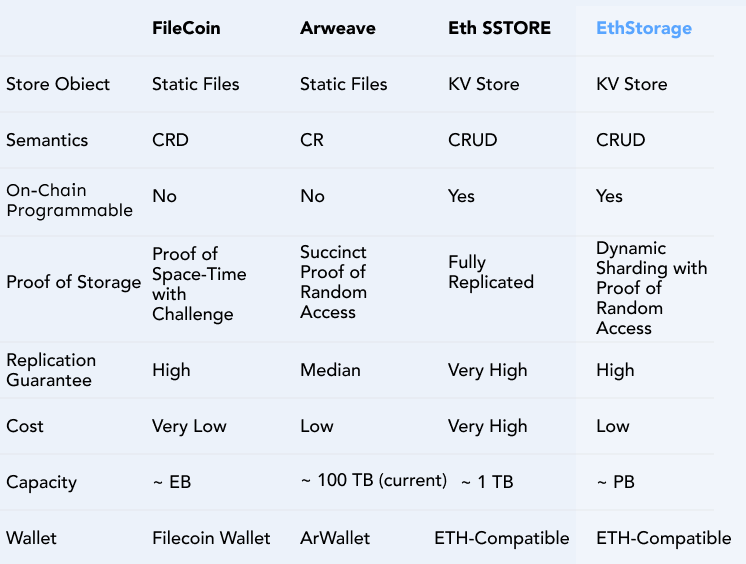 FileCoin Arweave Eth SSTORE EthStorage
Store Obiect Static Files Static Files KV Store KV Store
Semantics CRD CR CRUD CRUD
On-Chain
Programmable
No No Yes Yes
Proof of Storage
Proof of
Space-Time
with
Challenge
Succinct
Proof of
Random
Access
Fully
Replicated
Dynamic
Sharding with
Proof of
Random
Access
Replication
Guarantee
High Median Very High High
Cost Very Low Low Very High Low
Capacity ~ EB ~ 100 TB (current) ~ 1 TB ~ PB
Wallet Filecoin Wallet ArWallet ETH-Compatible ETH-Compatible